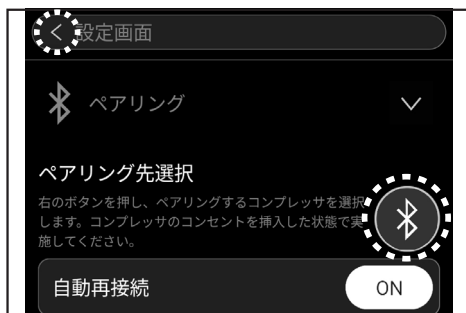 設定画面
ペアリング
ペアリング先選択
右のボタンを押し、ペアリングするコンプレッサを選択
します。コンプレッサのコンセントを挿入した状態で実
施してください。
自動再接続
ON